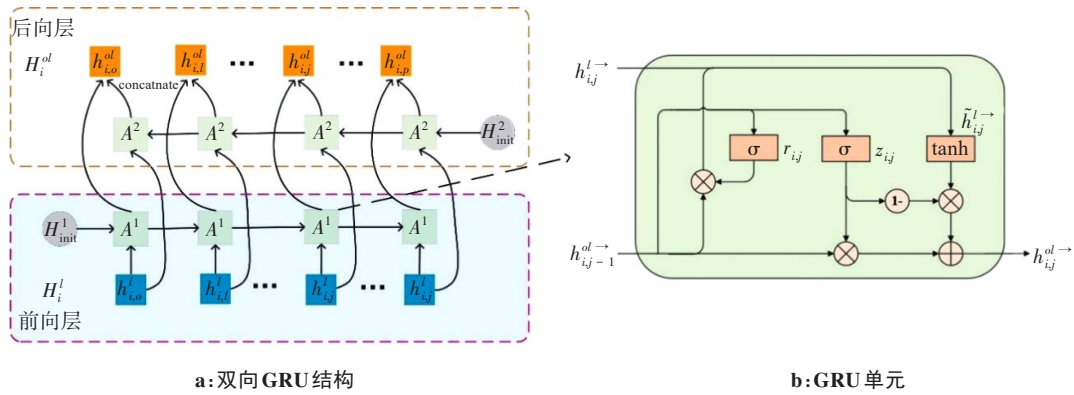 后向层
H_i^{ol} h_{i,o}^{ol} h_{i,l}^{ol} ··· h_{i,j}^{ol} ··· h_{i,p}^{ol}
concatnate
A^2 A^2 A^2 A^2 H_{init}^2
H_{init}^1 A^1 A^1 A^1 A^1
H_i^l h_{i,o}^l h_{i,l}^l ··· h_{i,j}^l ··· h_{i,j}^l
前向层
a:双向GRU结构
h_{i,j}^{l→}
\tilde{h}_{i,j}^{l→}
σ r_{i,j} σ z_{i,j} tanh
1-
h_{i,j-1}^{ol→} h_{i,j}^{ol→}
b:GRU单元